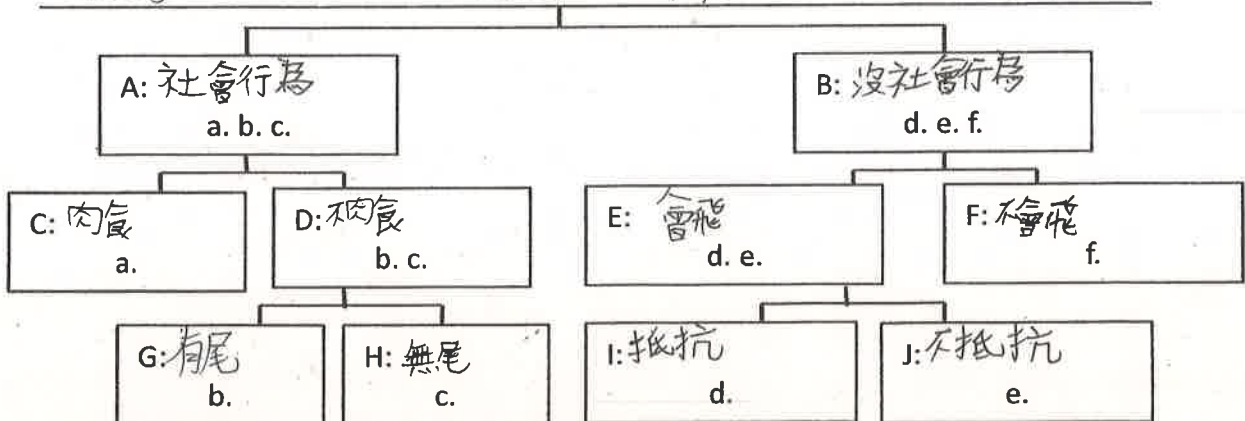 A: 社會行為
a. b. c.
B: 沒社會行為
d. e. f.
C: 肉食
a.
D: 不肉食
b. c.
E: 會飛
d. e.
F: 不會飛
f.
G: 有尾
b.
H: 無尾
c.
I: 抵抗
d.
J: 不抵抗
e.